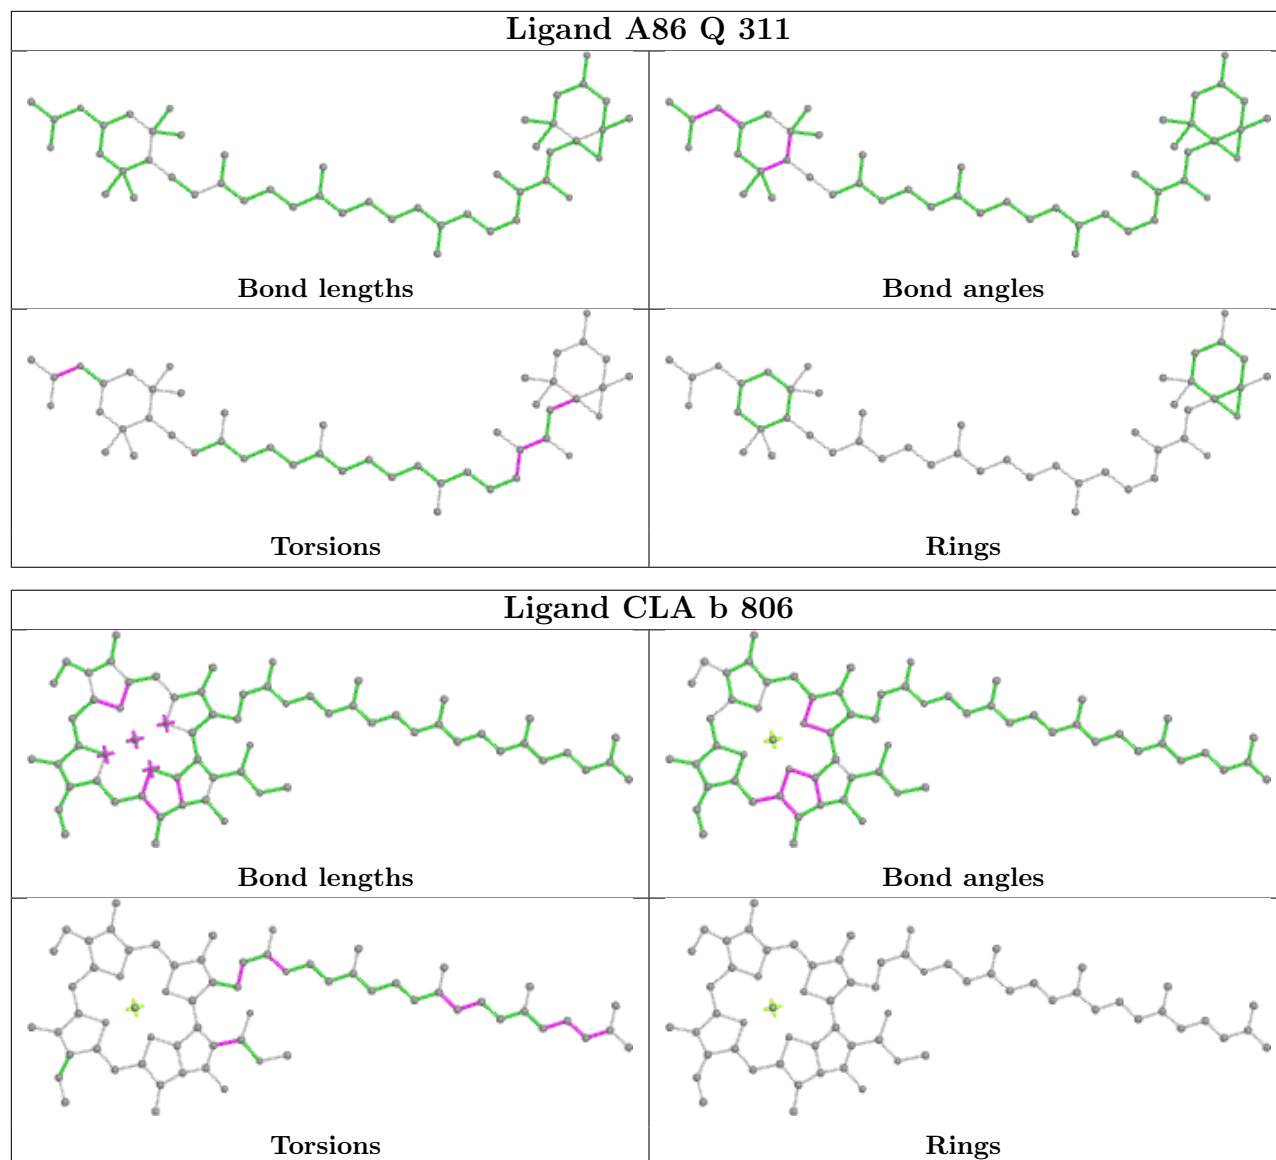 Ligand A86 Q 311
Bond lengths
Bond angles
Torsions
Rings
Ligand CLA b 806
Bond lengths
Bond angles
Torsions
Rings